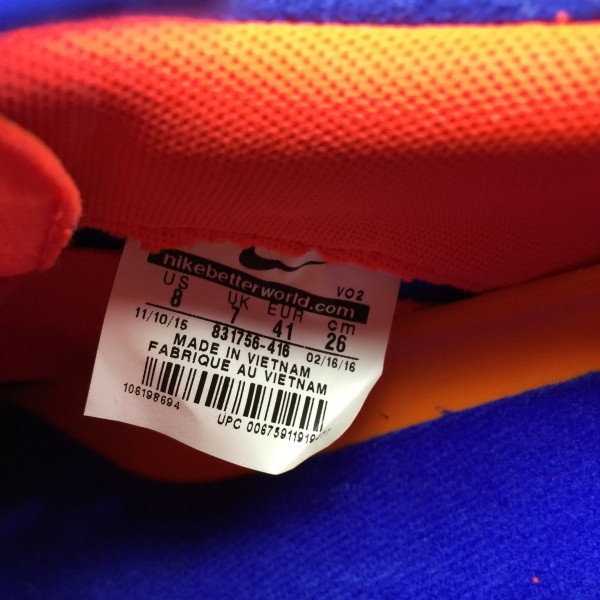 nikebetterworld.com
VO2
US UK EUR cm
8 7 41 26
11/10/15 831756-416 02/16/16
MADE IN VIETNAM
FABRIQUE AU VIETNAM
106198694
UPC